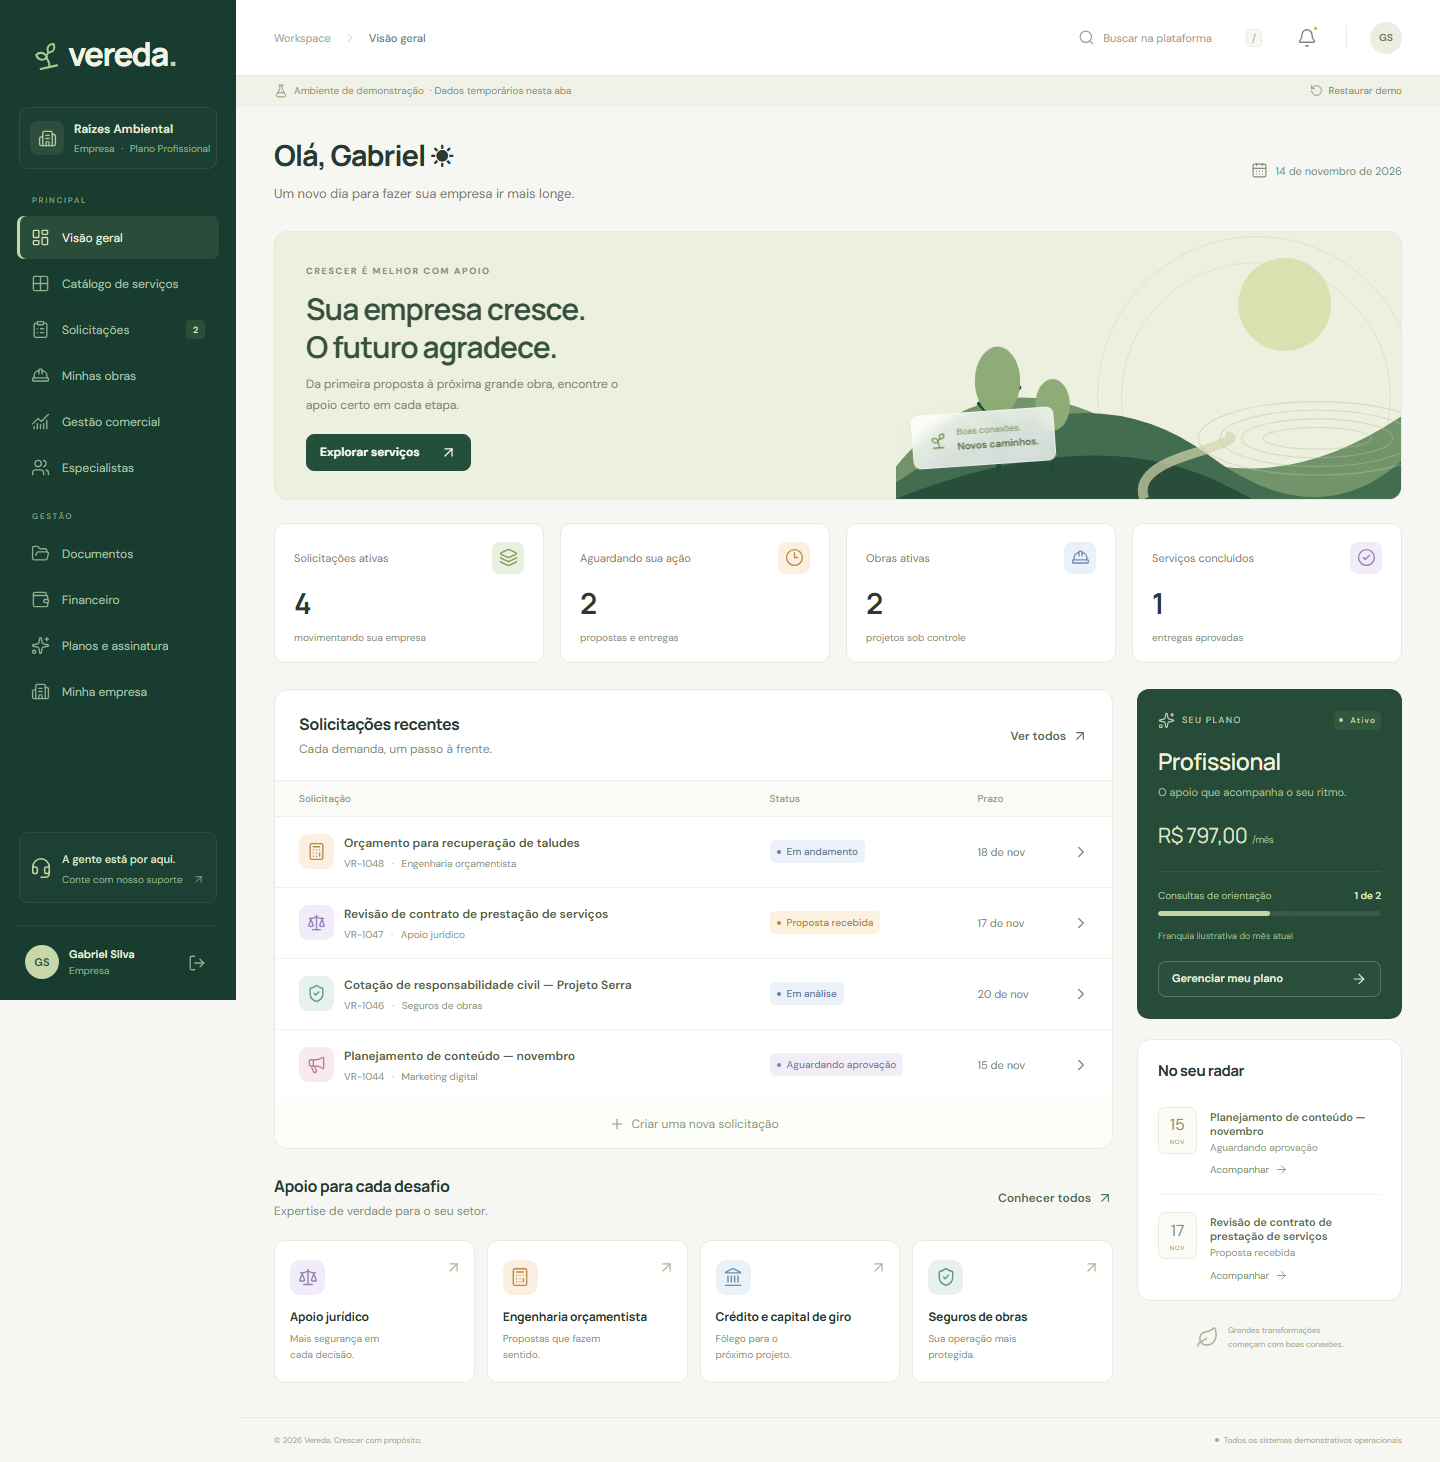 vereda.
Raízes Ambiental
Empresa · Plano Profissional
PRINCIPAL
Visão geral
Catálogo de serviços
Solicitações
2
Minhas obras
Gestão comercial
Especialistas
GESTÃO
Documentos
Financeiro
Planos e assinatura
Minha empresa
A gente está por aqui.
Conte com nosso suporte
GS
Gabriel Silva
Empresa
Workspace
Visão geral
Buscar na plataforma
/
GS
Ambiente de demonstração · Dados temporários nesta aba
Restaurar demo
Olá, Gabriel
Um novo dia para fazer sua empresa ir mais longe.
14 de novembro de 2026
CRESCER É MELHOR COM APOIO
Sua empresa cresce.
O futuro agradece.
Da primeira proposta à próxima grande obra, encontre o
apoio certo em cada etapa.
Explorar serviços
Boas conexões.
Novos caminhos.
Solicitações ativas
4
movimentando sua empresa
Aguardando sua ação
2
propostas e entregas
Obras ativas
2
projetos sob controle
Serviços concluídos
1
entregas aprovadas
Solicitações recentes
Cada demanda, um passo à frente.
Ver todos
Solicitação
Status
Prazo
Orçamento para recuperação de taludes
VR-1048 · Engenharia orçamentista
Em andamento
18 de nov
Revisão de contrato de prestação de serviços
VR-1047 · Apoio jurídico
Proposta recebida
17 de nov
Cotação de responsabilidade civil — Projeto Serra
VR-1046 · Seguros de obras
Em análise
20 de nov
Planejamento de conteúdo — novembro
VR-1044 · Marketing digital
Aguardando aprovação
15 de nov
Criar uma nova solicitação
Apoio para cada desafio
Expertise de verdade para o seu setor.
Conhecer todos
Apoio jurídico
Mais segurança em
cada decisão.
Engenharia orçamentista
Propostas que fazem
sentido.
Crédito e capital de giro
Fôlego para o
próximo projeto.
Seguros de obras
Sua operação mais
protegida.
SEU PLANO
Ativo
Profissional
O apoio que acompanha o seu ritmo.
R$ 797,00 /mês
Consultas de orientação
1 de 2
Franquia ilustrativa do mês atual
Gerenciar meu plano
No seu radar
15
NOV
Planejamento de conteúdo —
novembro
Aguardando aprovação
Acompanhar
17
NOV
Revisão de contrato de
prestação de serviços
Proposta recebida
Acompanhar
Grandes transformações
começam com boas conexões.
© 2026 Vereda. Crescer com propósito.
Todos os sistemas demonstrativos operacionais